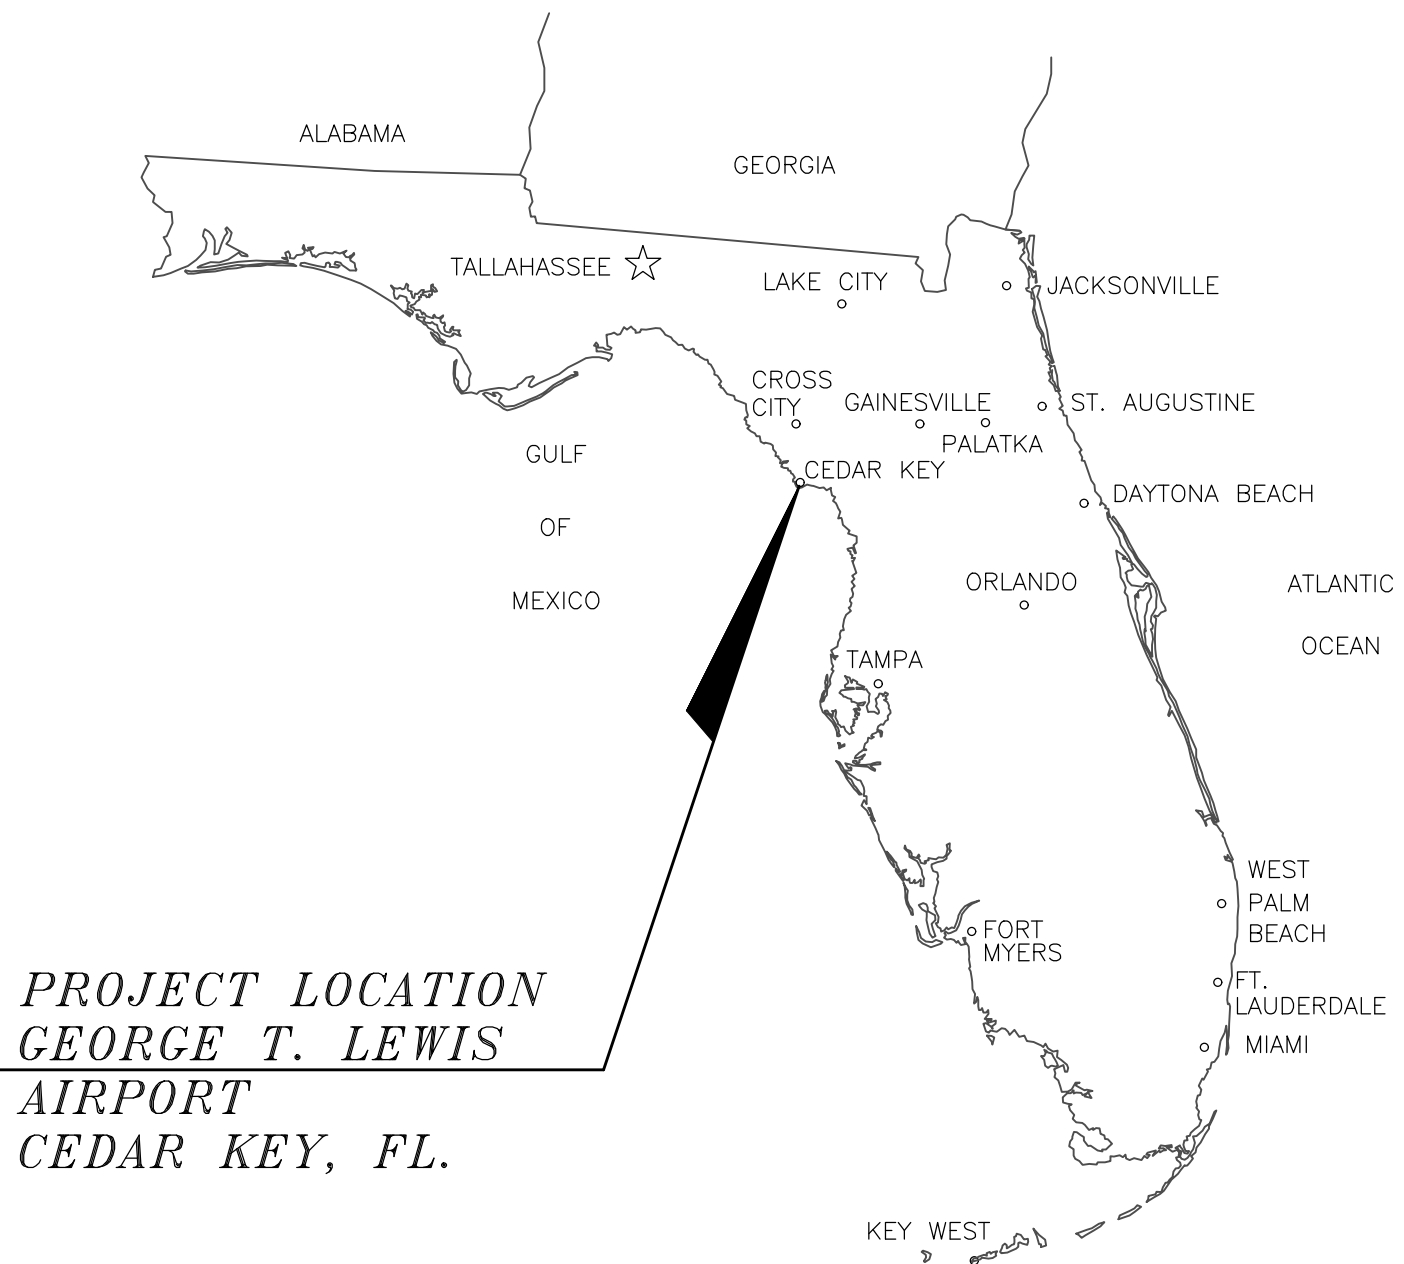 ALABAMA
GEORGIA
TALLAHASSEE
LAKE CITY
JACKSONVILLE
CROSS
CITY
GAINESVILLE
ST. AUGUSTINE
PALATKA
GULF
OF
MEXICO
CEDAR KEY
DAYTONA BEACH
ORLANDO
ATLANTIC
OCEAN
TAMPA
WEST
PALM
BEACH
FORT
MYERS
FT.
LAUDERDALE
MIAMI
PROJECT LOCATION
GEORGE T. LEWIS
AIRPORT
CEDAR KEY, FL.
KEY WEST